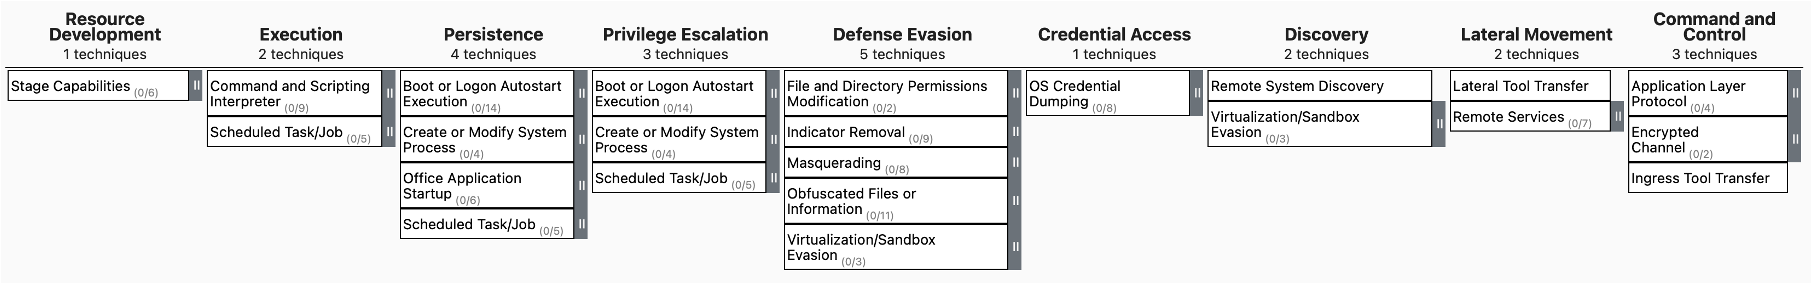 Resource
Development
1 techniques
Stage Capabilities (0/6)
Execution
2 techniques
Command and Scripting
Interpreter (0/9)
Scheduled Task/Job (0/5)
Persistence
4 techniques
Boot or Logon Autostart
Execution (0/14)
Create or Modify System
Process (0/4)
Office Application
Startup (0/6)
Scheduled Task/Job (0/5)
Privilege Escalation
3 techniques
Boot or Logon Autostart
Execution (0/14)
Create or Modify System
Process (0/4)
Scheduled Task/Job (0/5)
Defense Evasion
5 techniques
File and Directory Permissions
Modification (0/2)
Indicator Removal (0/9)
Masquerading (0/8)
Obfuscated Files or
Information (0/11)
Virtualization/Sandbox
Evasion (0/3)
Credential Access
1 techniques
OS Credential
Dumping (0/8)
Discovery
2 techniques
Remote System Discovery
Virtualization/Sandbox
Evasion (0/3)
Lateral Movement
2 techniques
Lateral Tool Transfer
Remote Services (0/7)
Command and
Control
3 techniques
Application Layer
Protocol (0/4)
Encrypted
Channel (0/2)
Ingress Tool Transfer